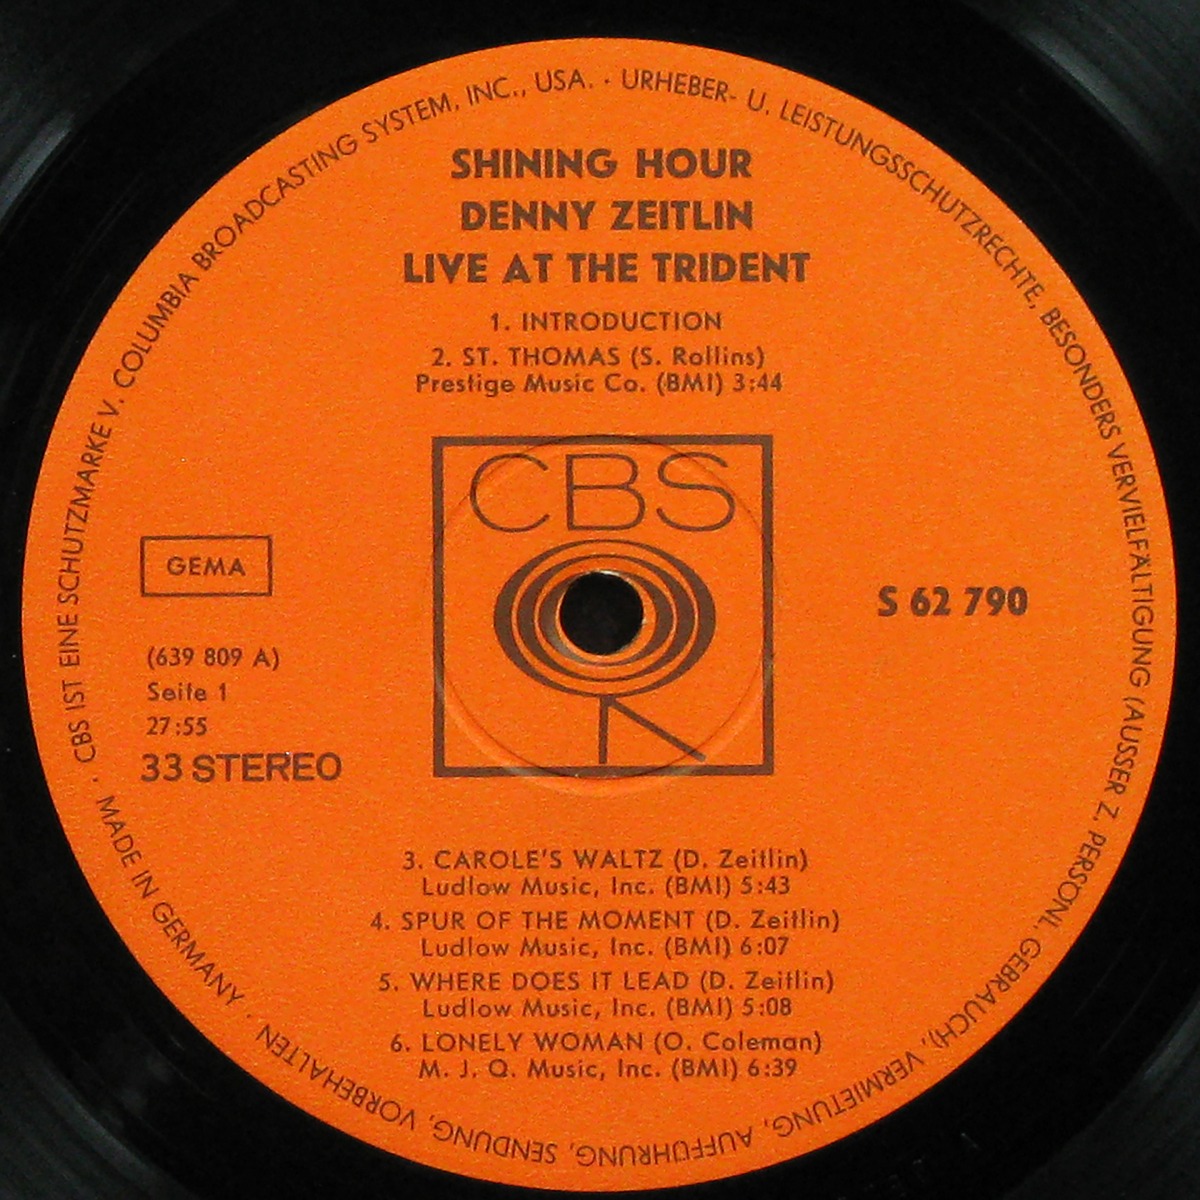 SHINING HOUR
DENNY ZEITLIN
LIVE AT THE TRIDENT
1. INTRODUCTION
2. ST. THOMAS (S. Rollins)
Prestige Music Co. (BMI) 3:44
CBS
GEMA
S 62 790
(639 809 A)
Seite 1
27:55
33 STEREO
3. CAROLE'S WALTZ (D. Zeitlin)
Ludlow Music, Inc. (BMI) 5:43
4. SPUR OF THE MOMENT (D. Zeitlin)
Ludlow Music, Inc. (BMI) 6:07
5. WHERE DOES IT LEAD (D. Zeitlin)
Ludlow Music, Inc. (BMI) 5:08
6. LONELY WOMAN (O. Coleman)
M. J. Q. Music, Inc. (BMI) 6:39
· CBS IST EINE SCHUTZMARKE V. COLUMBIA BROADCASTING SYSTEM, INC., USA. · URHEBER- U. LEISTUNGSSCHUTZRECHTE, BESONDERS VERVIELFÄLTIGUNG (AUSSER Z. PERSONL. GEBRAUCH), VERMIETUNG, AUFFÜHRUNG, SENDUNG, VORBEHALTEN · MADE IN GERMANY